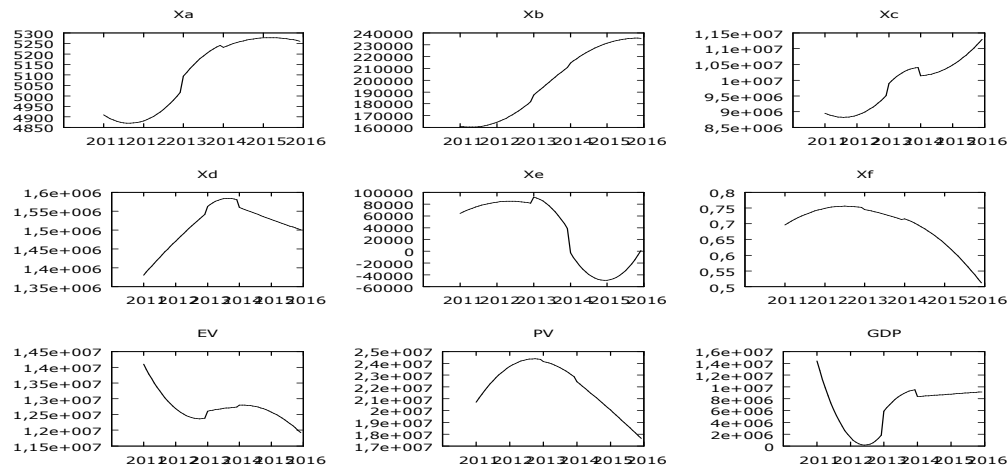 Xa
5300
5250
5200
5150
5100
5050
5000
4950
4900
4850
2011 2012 2013 2014 2015 2016
Xb
240000
230000
220000
210000
200000
190000
180000
170000
160000
2011 2012 2013 2014 2015 2016
Xc
1,15e+007
1,1e+007
1,05e+007
1e+007
9,5e+006
9e+006
8,5e+006
2011 2012 2013 2014 2015 2016
Xd
1,6e+006
1,55e+006
1,5e+006
1,45e+006
1,4e+006
1,35e+006
2011 2012 2013 2014 2015 2016
Xe
100000
80000
60000
40000
20000
0
-20000
-40000
-60000
2011 2012 2013 2014 2015 2016
Xf
0,8
0,75
0,7
0,65
0,6
0,55
0,5
2011 2012 2013 2014 2015 2016
EV
1,45e+007
1,4e+007
1,35e+007
1,3e+007
1,25e+007
1,2e+007
1,15e+007
2011 2012 2013 2014 2015 2016
PV
2,5e+007
2,4e+007
2,3e+007
2,2e+007
2,1e+007
2e+007
1,9e+007
1,8e+007
1,7e+007
2011 2012 2013 2014 2015 2016
GDP
1,6e+007
1,4e+007
1,2e+007
1e+007
8e+006
6e+006
4e+006
2e+006
0
2011 2012 2013 2014 2015 2016